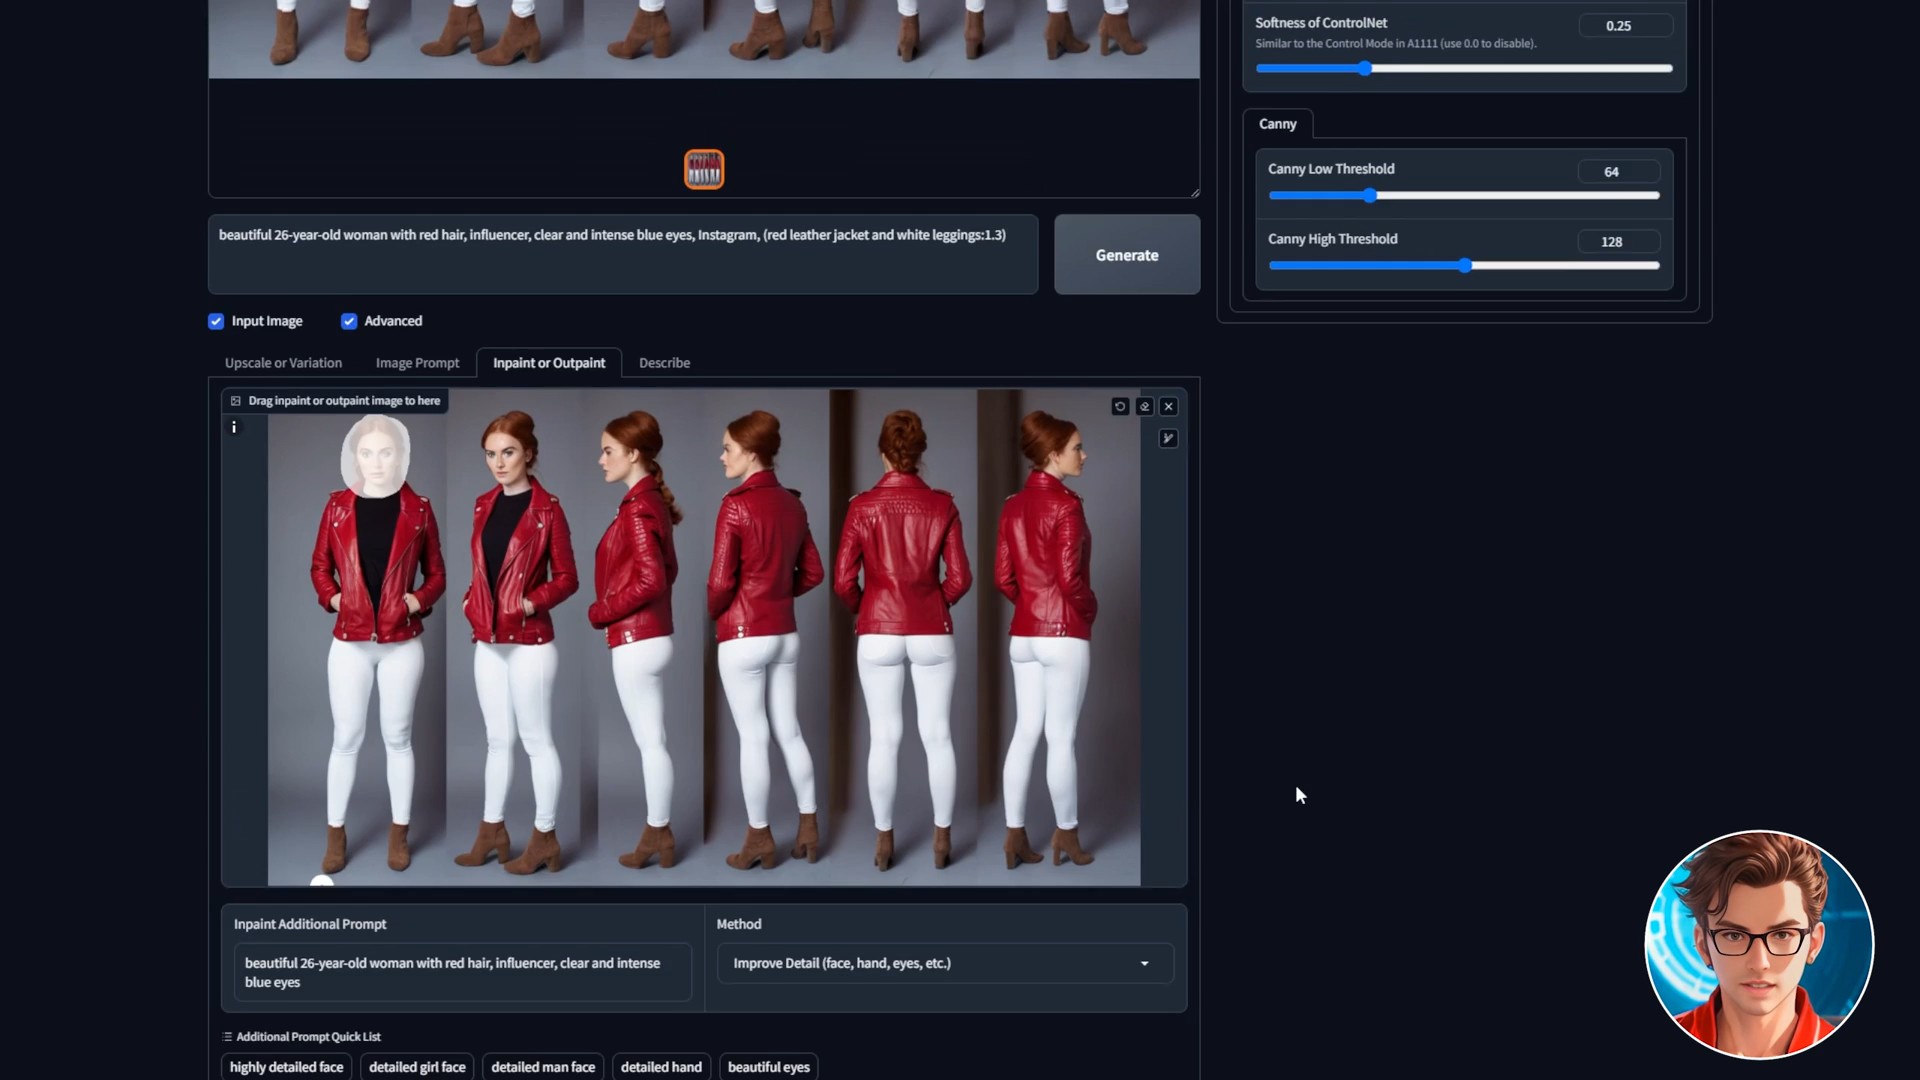 Softness of ControlNet
0.25
Similar to the Control Mode in A1111 (use 0.0 to disable).
Canny
Canny Low Threshold
64
Canny High Threshold
128
beautiful 26-year-old woman with red hair, influencer, clear and intense blue eyes, Instagram, (red leather jacket and white leggings:1.3)
Generate
Input Image
Advanced
Upscale or Variation
Image Prompt
Inpaint or Outpaint
Describe
Drag inpaint or outpaint image to here
Inpaint Additional Prompt
beautiful 26-year-old woman with red hair, influencer, clear and intense
blue eyes
Method
Improve Detail (face, hand, eyes, etc.)
Additional Prompt Quick List
highly detailed face
detailed girl face
detailed man face
detailed hand
beautiful eyes